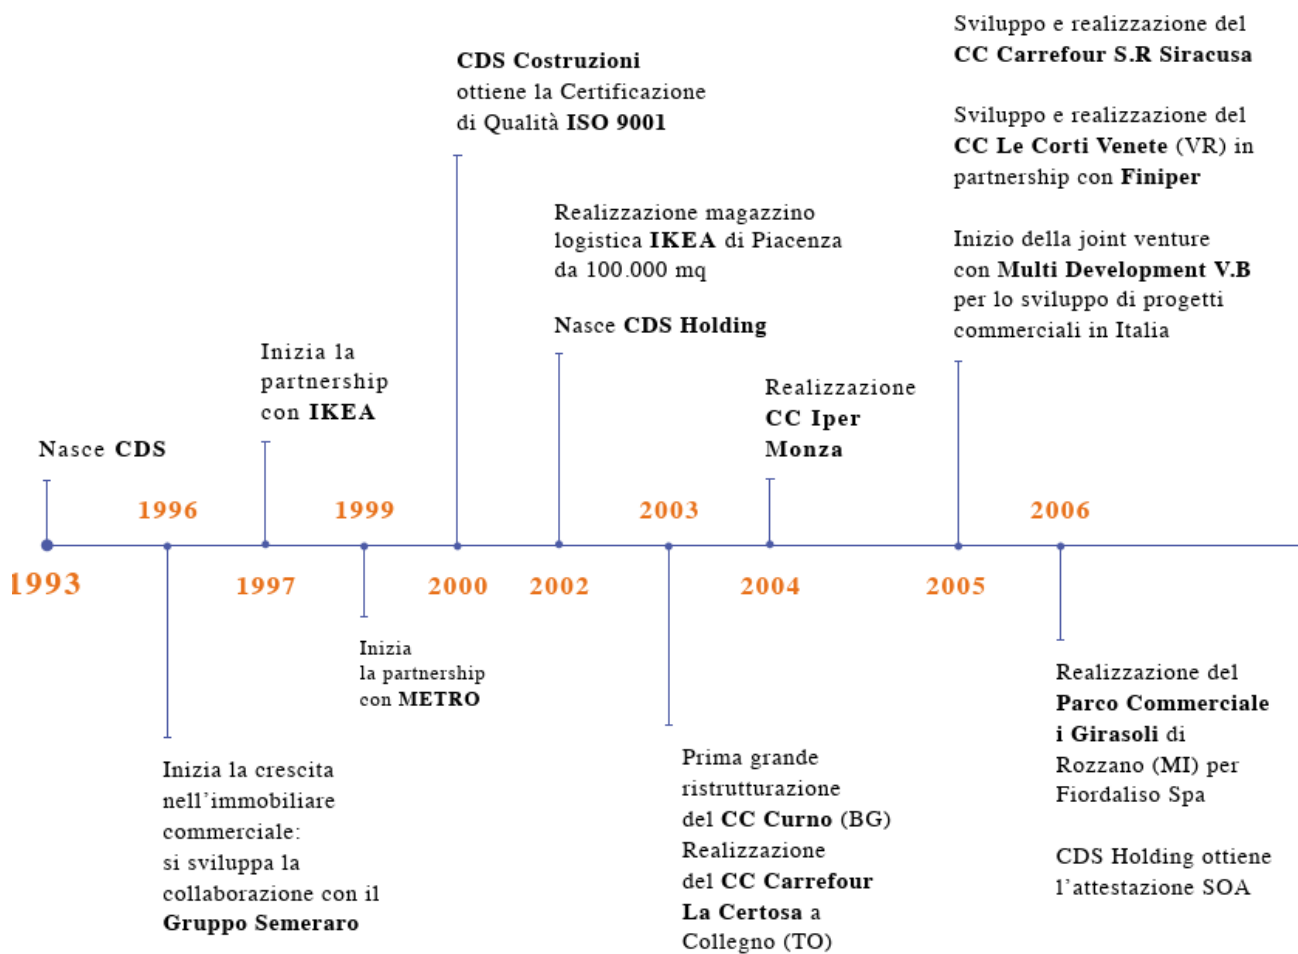 Nasce CDS
1993
1996
Inizia la crescita
nell’immobiliare
commerciale:
si sviluppa la
collaborazione con il
Gruppo Semeraro
Inizia la
partnership
con IKEA
1997
1999
Inizia
la partnership
con METRO
CDS Costruzioni
ottiene la Certificazione
di Qualità ISO 9001
2000
Realizzazione magazzino
logistica IKEA di Piacenza
da 100.000 mq
Nasce CDS Holding
2002
2003
Prima grande
ristrutturazione
del CC Curno (BG)
Realizzazione
del CC Carrefour
La Certosa a
Collegno (TO)
Realizzazione
CC Iper
Monza
2004
Sviluppo e realizzazione del
CC Carrefour S.R Siracusa
Sviluppo e realizzazione del
CC Le Corti Venete (VR) in
partnership con Finiper
Inizio della joint venture
con Multi Development V.B
per lo sviluppo di progetti
commerciali in Italia
2005
2006
Realizzazione del
Parco Commerciale
i Girasoli di
Rozzano (MI) per
Fiordaliso Spa
CDS Holding ottiene
l’attestazione SOA